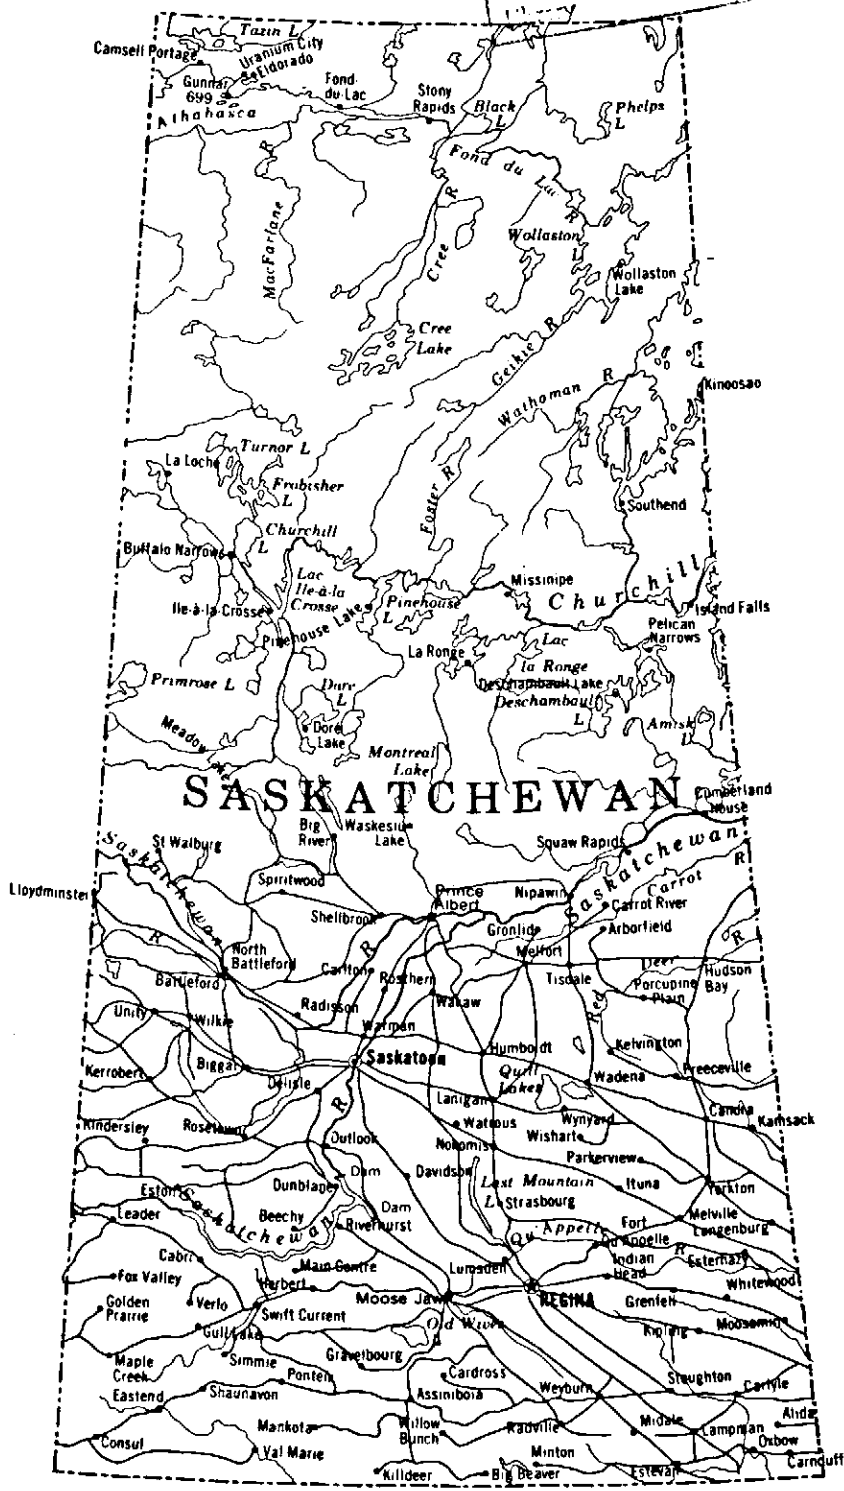 Tazin L
Camsell Portage
Uranium City
Eldorado
Gunnar
699
Fond-
du-Lac
Stony
Rapids
Black
L
Phelps
L
Athabasca
R
Fond du Lac
R
MacFarlane
R
Cree
Wollaston
L
Wollaston
Lake
Cree
Lake
Geikie R
Wathaman R
Kinoosao
Turnor L
La Loche
Frobisher
L
Foster R
Southend
Churchill
L
Buffalo Narrows
Lac
Ile-à-la
Crosse
Missinipe
Churchill
Ile-à-la-Crosse
Pinehouse Lake
Pinehouse
L
Island Falls
Pelican
Narrows
Lac
la Ronge
La Ronge
Primrose L
Dore
L
Deschambault Lake
Deschambault
L
Doré
Lake
Amisk
L
Meadow Lake
Montreal
Lake
SASKATCHEWAN
Cumberland
House
Big
River
Waskesiu
Lake
St Walburg
Squaw Rapids
Saskatchewan
R
Saskatchewan
R
Carrot
Lloydminster
Spiritwood
Prince
Albert
Nipawin
Carrot River
Shellbrook
Gronlid
Arborfield
R
R
North
Battleford
Battleford
Carlton
Rosthern
Melfort
Tisdale
Red
Deer
Hudson
Bay
Porcupine
Plain
Radisson
Wakaw
Unity
Wilkie
Warman
Saskatoon
Humboldt
Kelvington
Biggar
Quill
Lakes
Preeceville
Kerrobert
Delisle
Wadena
Lanigan
R
Watrous
Wynyard
Canora
Kamsack
Kindersley
Rosetown
Outlook
Nokomis
Wishart
Parkerview
Dam
Davidson
Last Mountain
L
Ituna
Yorkton
Eston
Dunblane
Strasbourg
Saskatchewan
Leader
Beechy
Dam
Riverhurst
Qu'Appelle
R
Fort
Qu'Appelle
Melville
Langenburg
Cabri
Lumsden
Indian
Head
Esterhazy
Main Centre
Fox Valley
Herbert
Moose Jaw
REGINA
Grenfell
Whitewood
Golden
Prairie
Verlo
Swift Current
Old Wives
L
Kipling
Moosomin
Gull Lake
Maple
Creek
Simmie
Gravelbourg
Cardross
Stoughton
Carlyle
Ponteix
Eastend
Shaunavon
Assiniboia
Weyburn
Alida
Mankota
Willow
Bunch
Radville
Midale
Lampman
Oxbow
Consul
Val Marie
Minton
Carnduff
Killdeer
Big Beaver
Estevan